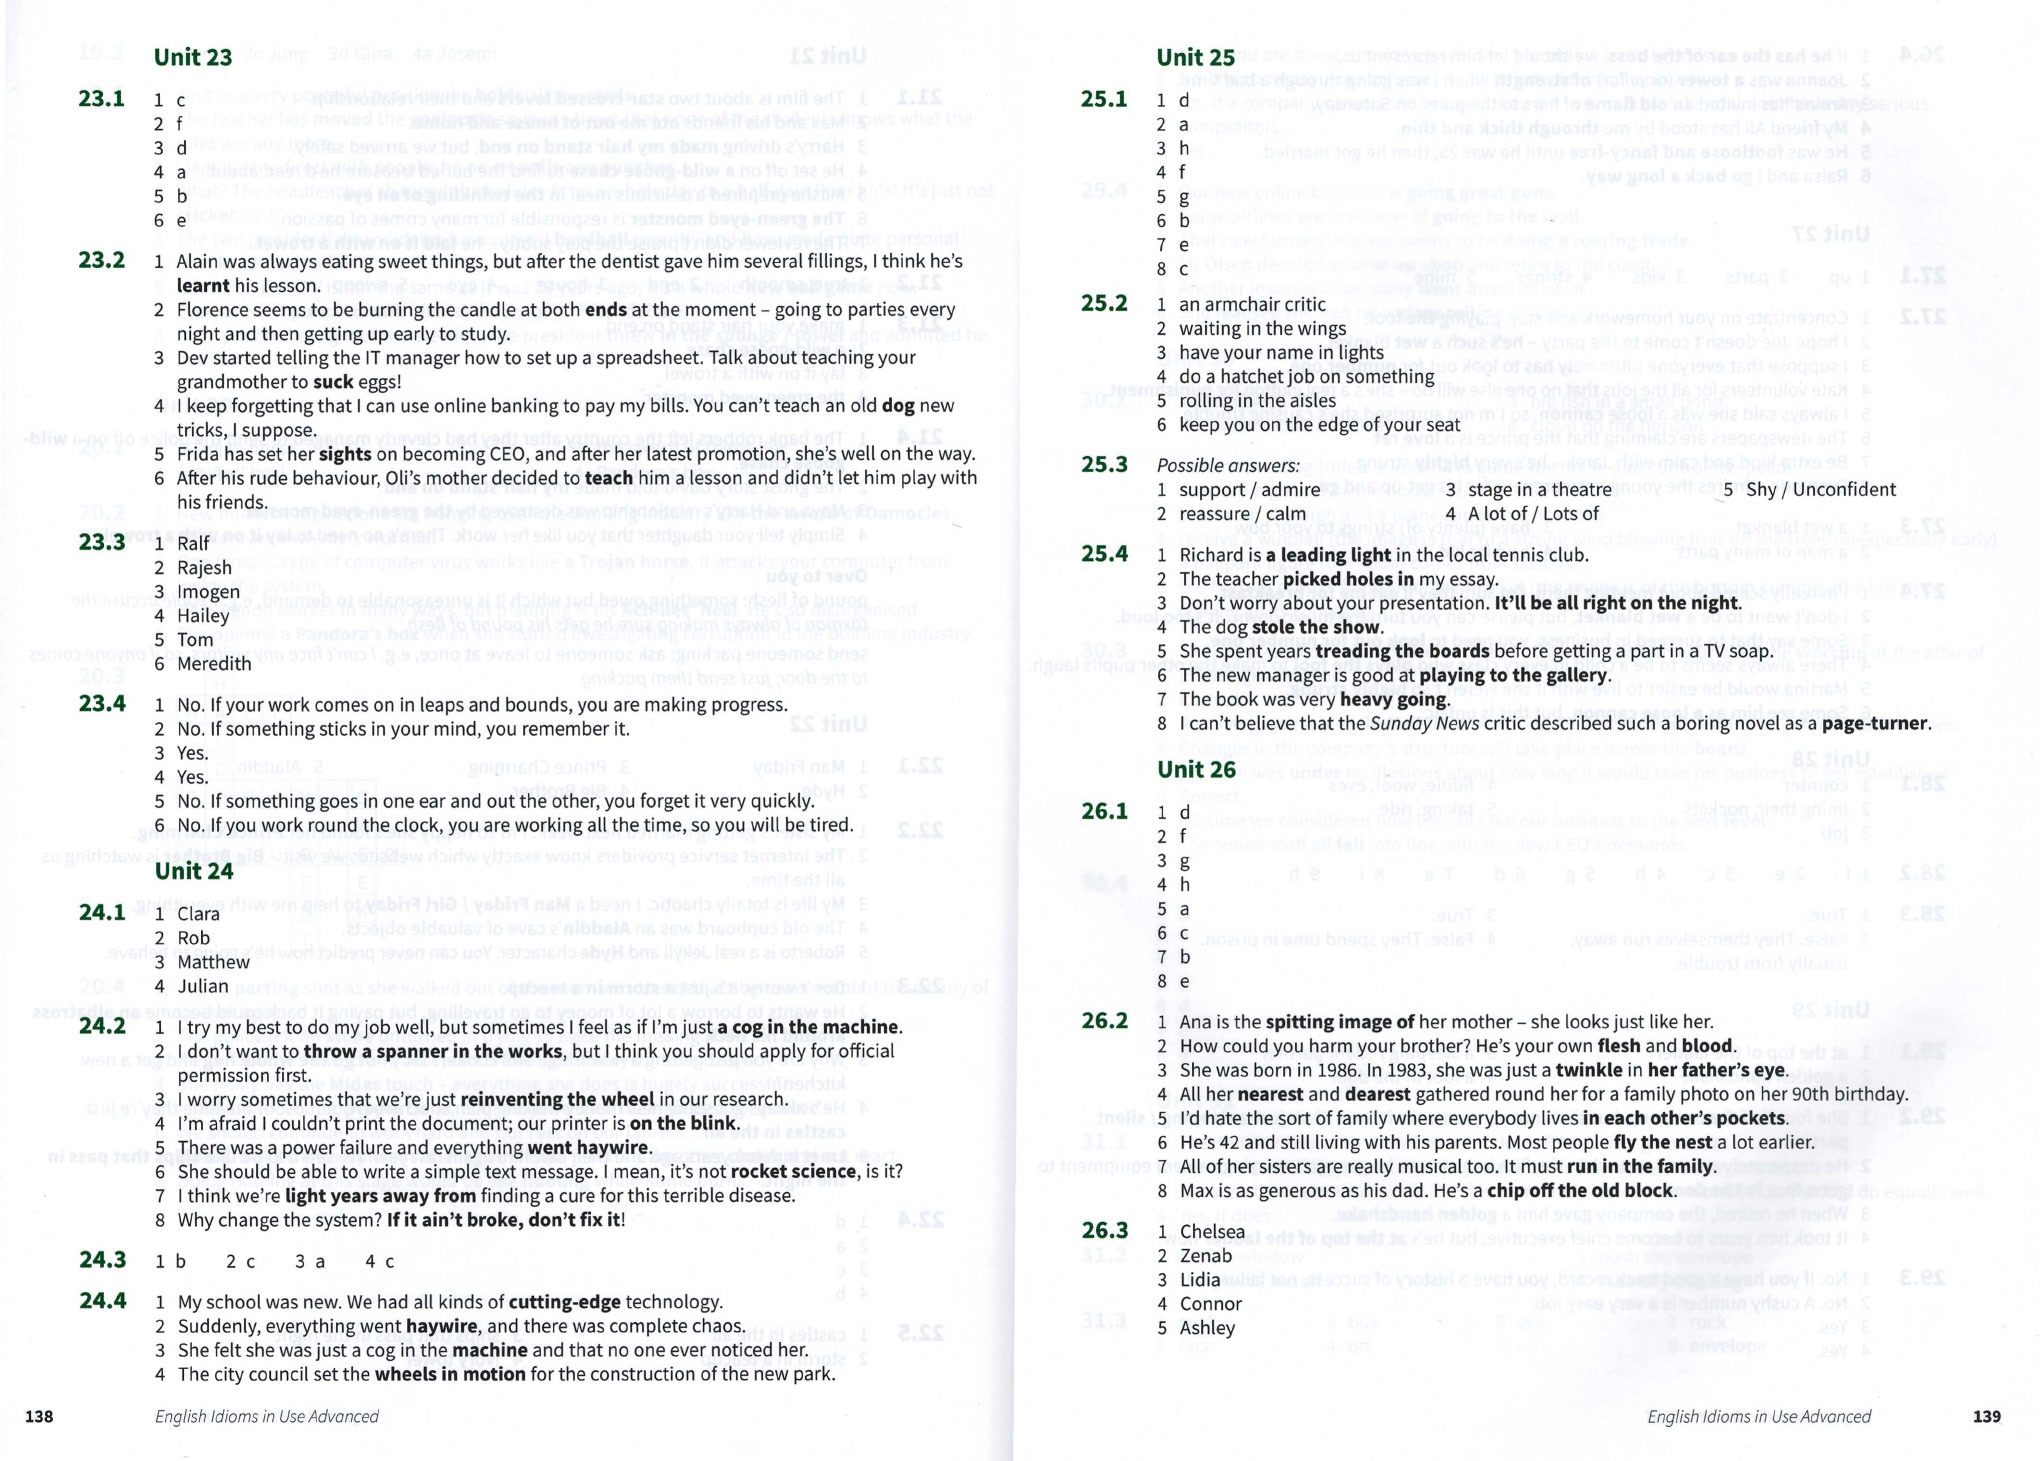 Unit 23
23.1 1 c
2 f
3 d
4 a
5 b
6 e
23.2 1 Alain was always eating sweet things, but after the dentist gave him several fillings, I think he's
learnt his lesson.
2 Florence seems to be burning the candle at both ends at the moment – going to parties every
night and then getting up early to study.
3 Dev started telling the IT manager how to set up a spreadsheet. Talk about teaching your
grandmother to suck eggs!
4 I keep forgetting that I can use online banking to pay my bills. You can't teach an old dog new
tricks, I suppose.
5 Frida has set her sights on becoming CEO, and after her latest promotion, she's well on the way.
6 After his rude behaviour, Oli's mother decided to teach him a lesson and didn't let him play with
his friends.
23.3 1 Ralf
2 Rajesh
3 Imogen
4 Hailey
5 Tom
6 Meredith
23.4 1 No. If your work comes on in leaps and bounds, you are making progress.
2 No. If something sticks in your mind, you remember it.
3 Yes.
4 Yes.
5 No. If something goes in one ear and out the other, you forget it very quickly.
6 No. If you work round the clock, you are working all the time, so you will be tired.
Unit 24
24.1 1 Clara
2 Rob
3 Matthew
4 Julian
24.2 1 I try my best to do my job well, but sometimes I feel as if I'm just a cog in the machine.
2 I don't want to throw a spanner in the works, but I think you should apply for official
permission first.
3 I worry sometimes that we're just reinventing the wheel in our research.
4 I'm afraid I couldn't print the document; our printer is on the blink.
5 There was a power failure and everything went haywire.
6 She should be able to write a simple text message. I mean, it's not rocket science, is it?
7 I think we're light years away from finding a cure for this terrible disease.
8 Why change the system? If it ain't broke, don't fix it!
24.3 1 b 2 c 3 a 4 c
24.4 1 My school was new. We had all kinds of cutting-edge technology.
2 Suddenly, everything went haywire, and there was complete chaos.
3 She felt she was just a cog in the machine and that no one ever noticed her.
4 The city council set the wheels in motion for the construction of the new park.
138 English Idioms in Use Advanced
Unit 25
25.1 1 d
2 a
3 h
4 f
5 g
6 b
7 e
8 c
25.2 1 an armchair critic
2 waiting in the wings
3 have your name in lights
4 do a hatchet job on something
5 rolling in the aisles
6 keep you on the edge of your seat
25.3 Possible answers:
1 support / admire 3 stage in a theatre 5 Shy / Unconfident
2 reassure / calm 4 A lot of / Lots of
25.4 1 Richard is a leading light in the local tennis club.
2 The teacher picked holes in my essay.
3 Don't worry about your presentation. It'll be all right on the night.
4 The dog stole the show.
5 She spent years treading the boards before getting a part in a TV soap.
6 The new manager is good at playing to the gallery.
7 The book was very heavy going.
8 I can't believe that the Sunday News critic described such a boring novel as a page-turner.
Unit 26
26.1 1 d
2 f
3 g
4 h
5 a
6 c
7 b
8 e
26.2 1 Ana is the spitting image of her mother – she looks just like her.
2 How could you harm your brother? He's your own flesh and blood.
3 She was born in 1986. In 1983, she was just a twinkle in her father's eye.
4 All her nearest and dearest gathered round her for a family photo on her 90th birthday.
5 I'd hate the sort of family where everybody lives in each other's pockets.
6 He's 42 and still living with his parents. Most people fly the nest a lot earlier.
7 All of her sisters are really musical too. It must run in the family.
8 Max is as generous as his dad. He's a chip off the old block.
26.3 1 Chelsea
2 Zenab
3 Lidia
4 Connor
5 Ashley
English Idioms in Use Advanced 139